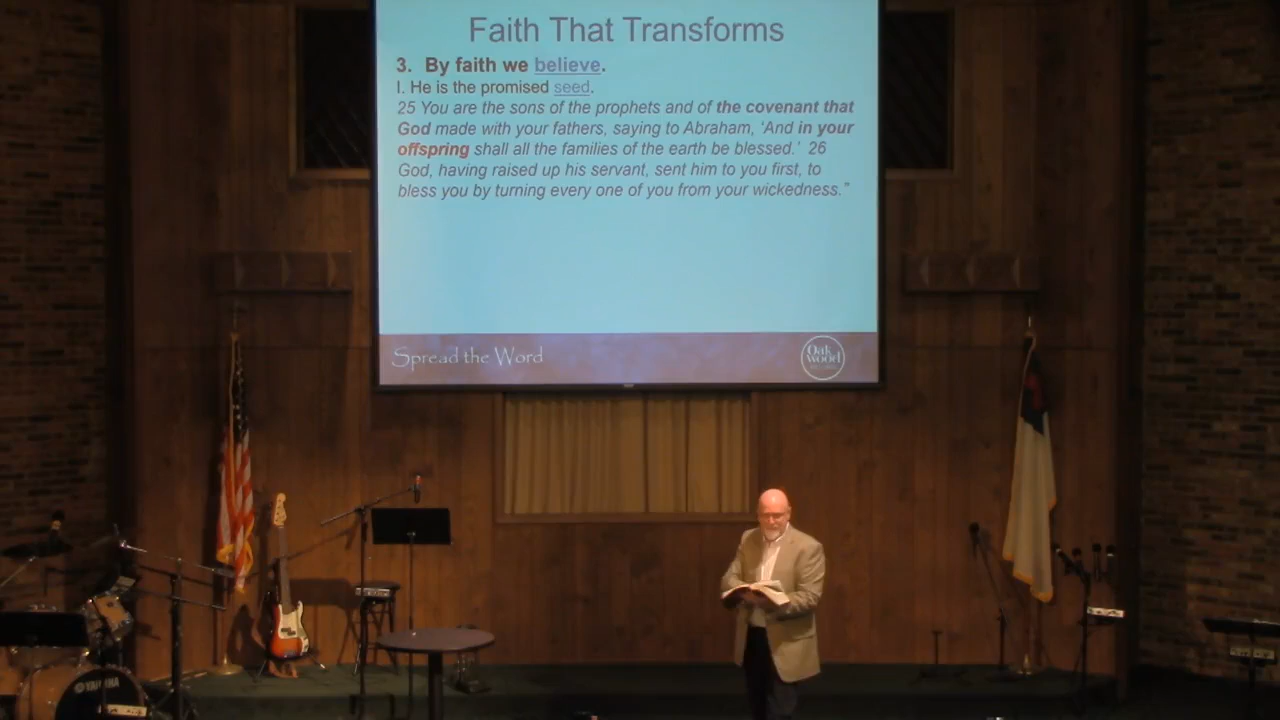 Faith That Transforms
3. By faith we believe.
I. He is the promised seed.
25 You are the sons of the prophets and of the covenant that
God made with your fathers, saying to Abraham, ‘And in your
offspring shall all the families of the earth be blessed.’ 26
God, having raised up his servant, sent him to you first, to
bless you by turning every one of you from your wickedness.”
Spread the Word
Oak
wood
YAMAHA